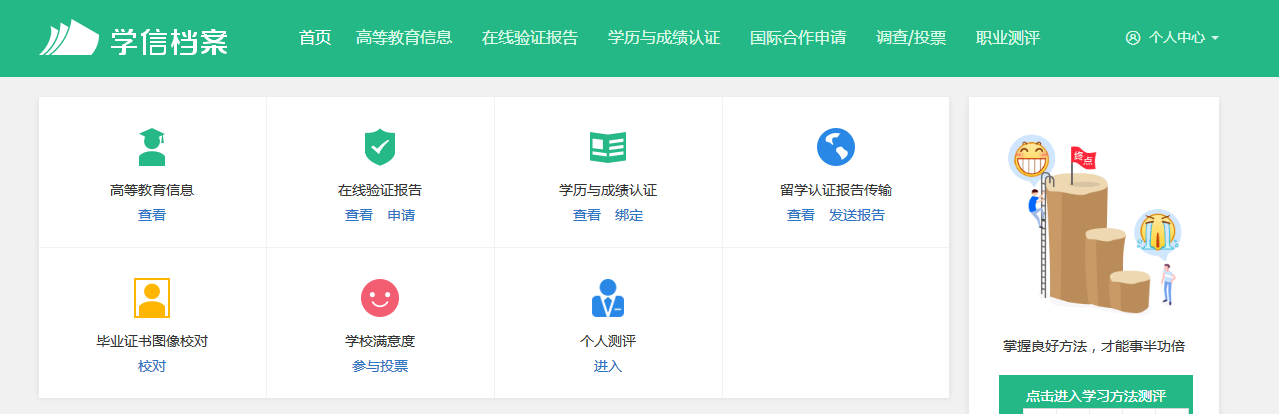 学信档案
首页 高等教育信息 在线验证报告 学历与成绩认证 国际合作申请 调查/投票 职业测评 个人中心
高等教育信息 在线验证报告 学历与成绩认证 留学认证报告传输
查看 查看 申请 查看 绑定 查看 发送报告
毕业证书图像校对 学校满意度 个人测评
校对 参与投票 进入
终点
掌握良好方法，才能事半功倍
点击进入学习方法测评